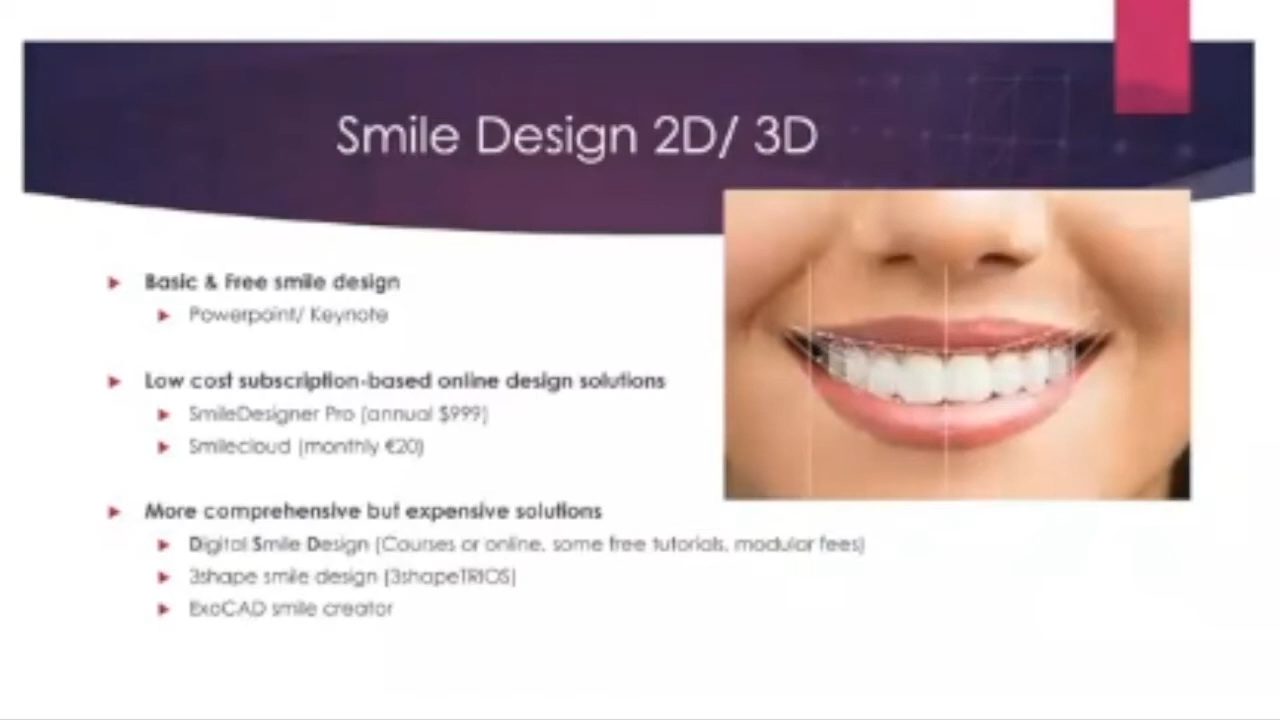 Smile Design 2D/ 3D
Basic & Free smile design
Powerpoint/ Keynote
Low cost subscription-based online design solutions
SmileDesigner Pro (annual $999)
Smilecloud (monthly €20)
More comprehensive but expensive solutions
Digital Smile Design (Courses or online, some free tutorials, modular fees)
3shape smile design (3shapeTRIOS)
ExoCAD smile creator